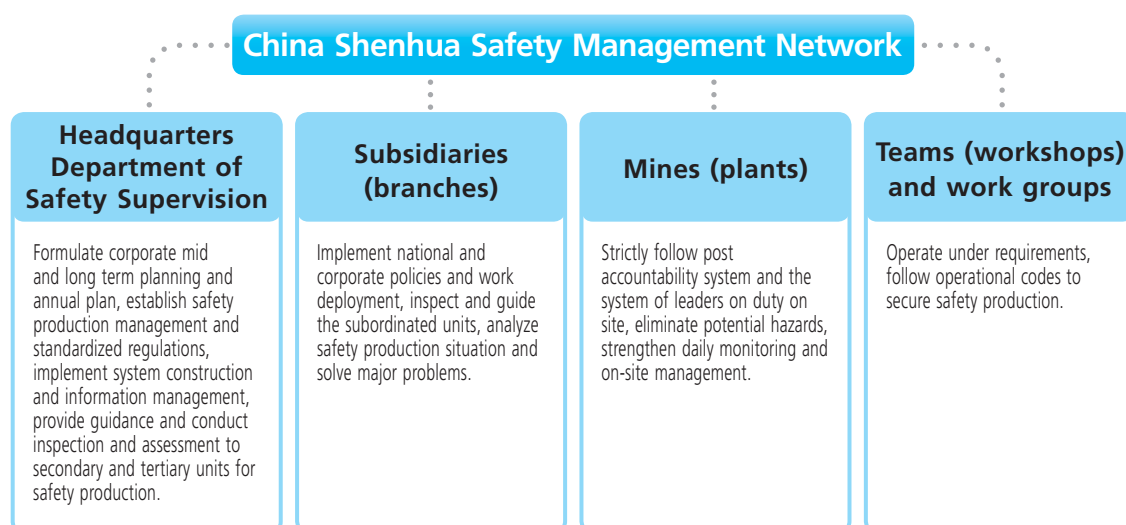 China Shenhua Safety Management Network
Headquarters
Department of
Safety Supervision
Formulate corporate mid
and long term planning and
annual plan, establish safety
production management and
standardized regulations,
implement system construction
and information management,
provide guidance and conduct
inspection and assessment to
secondary and tertiary units for
safety production.
Subsidiaries
(branches)
Implement national and
corporate policies and work
deployment, inspect and guide
the subordinated units, analyze
safety production situation and
solve major problems.
Mines (plants)
Strictly follow post
accountability system and the
system of leaders on duty on
site, eliminate potential hazards,
strengthen daily monitoring and
on-site management.
Teams (workshops)
and work groups
Operate under requirements,
follow operational codes to
secure safety production.